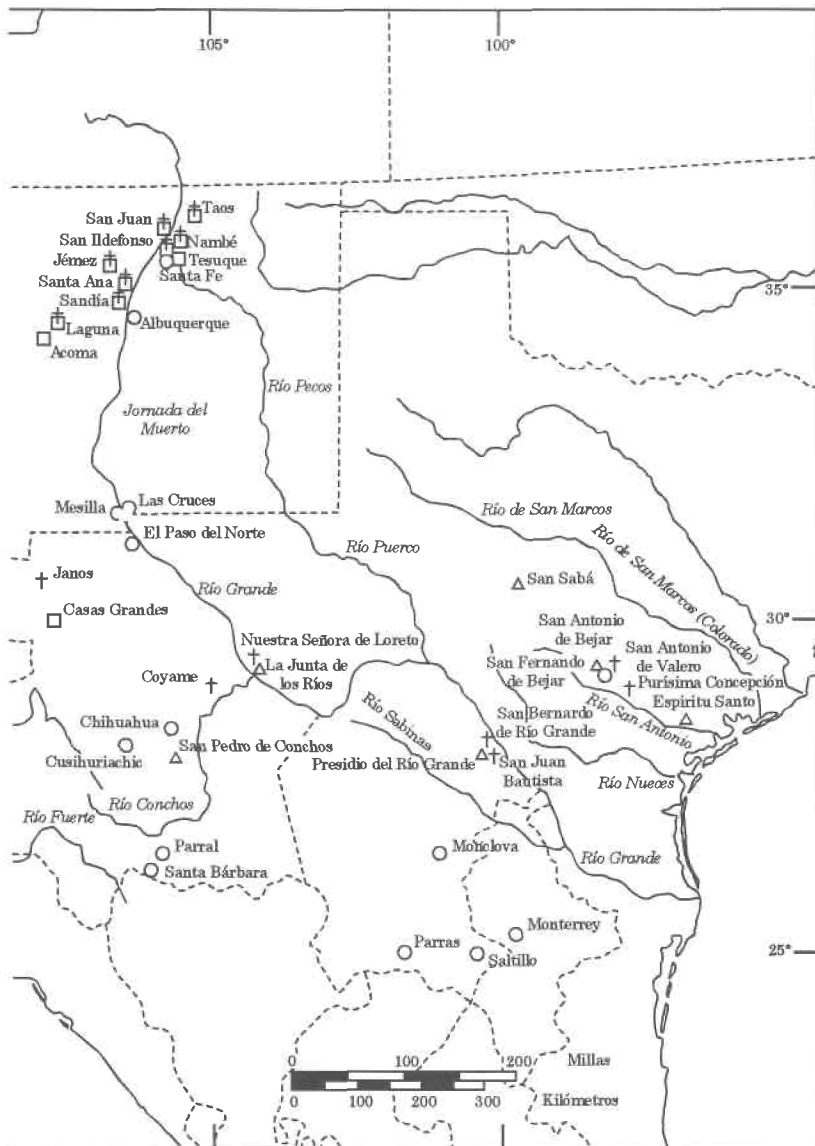 105°
100°
Taos
San Juan
San Ildefonso
Nambé
Jémez
Tesuque
Santa Fe
Santa Ana
Sandía
35°
Albuquerque
Laguna
Acoma
Río Pecos
Jornada del
Muerto
Las Cruces
Mesilla
Río de San Marcos
El Paso del Norte
Río Puerco
Río de San Marcos (Colorado)
Janos
Río Grande
San Sabá
Casas Grandes
30°
San Antonio
de Bejar
Nuestra Señora de Loreto
San Antonio
de Valero
La Junta de
los Ríos
San Fernando
de Bejar
Coyame
Purísima Concepción
Espiritu Santo
Río San Antonio
Río Sabinas
San Bernardo
de Río Grande
Chihuahua
San Pedro de Conchos
Cusihuriachic
Presidio del Río Grande
San Juan
Bautista
Río Nueces
Río Conchos
Río Fuerte
Parral
Santa Bárbara
Monclova
Río Grande
Monterrey
Parras
Saltillo
25°
0 100 200
Millas
0 100 200 300
Kilómetros